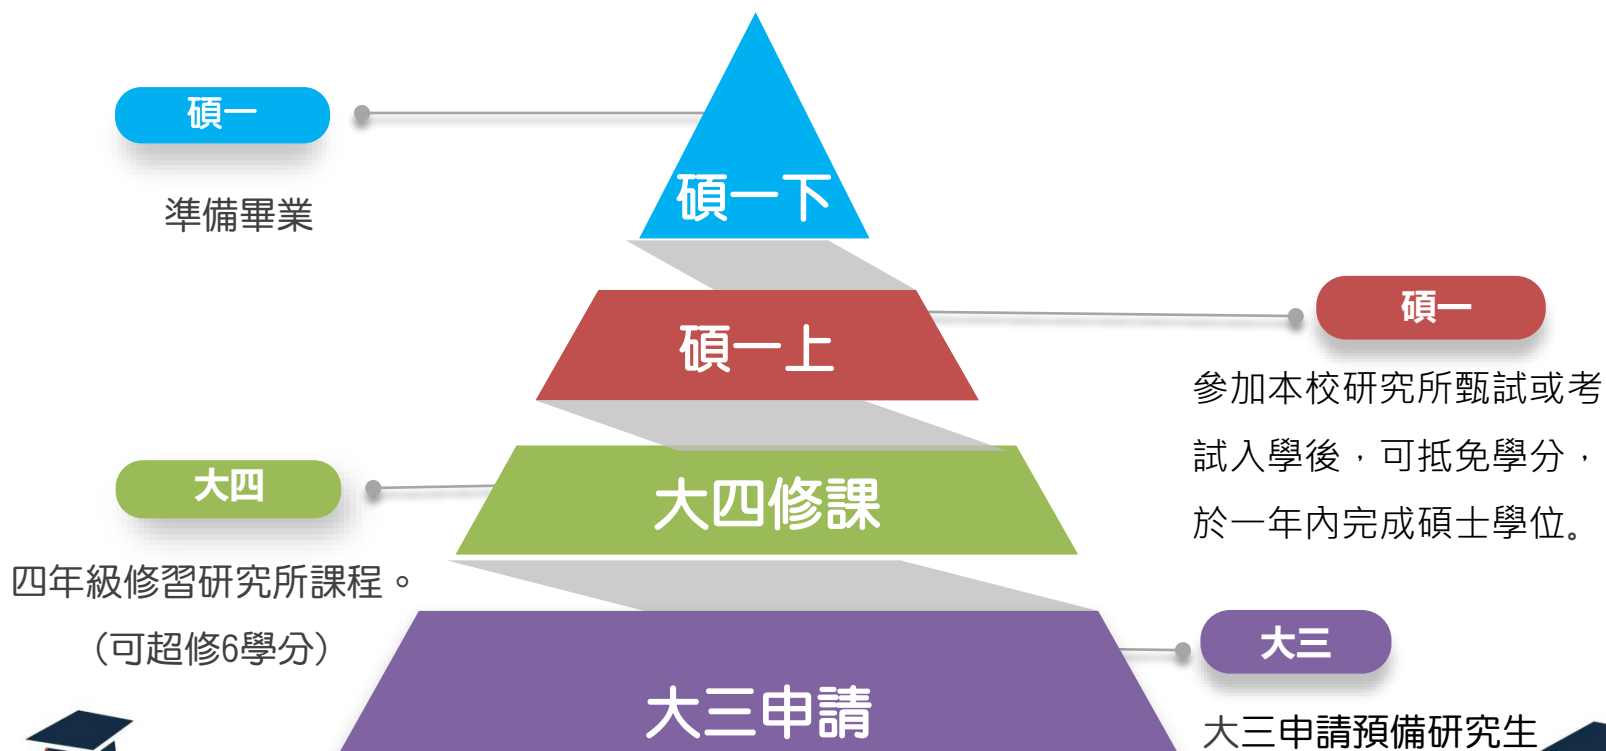 碩一
準備畢業
碩一下
碩一上
碩一
參加本校研究所甄試或考
試入學後，可抵免學分，
於一年內完成碩士學位。
大四
四年級修習研究所課程。
（可超修6學分）
大四修課
大三申請
大三
大三申請預備研究生